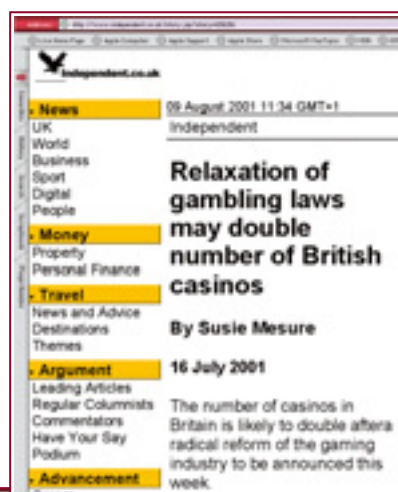 independent.co.uk
News
UK
World
Business
Sport
Digital
People
Money
Property
Personal Finance
Travel
News and Advice
Destinations
Themes
Argument
Leading Articles
Regular Columnists
Commentators
Have Your Say
Podium
Advancement
09 August 2001 11:34 GMT+1
Independent
Relaxation of
gambling laws
may double
number of British
casinos
By Susie Mesure
16 July 2001
The number of casinos in
Britain is likely to double aftera
radical reform of the gaming
industry to be announced this
week.